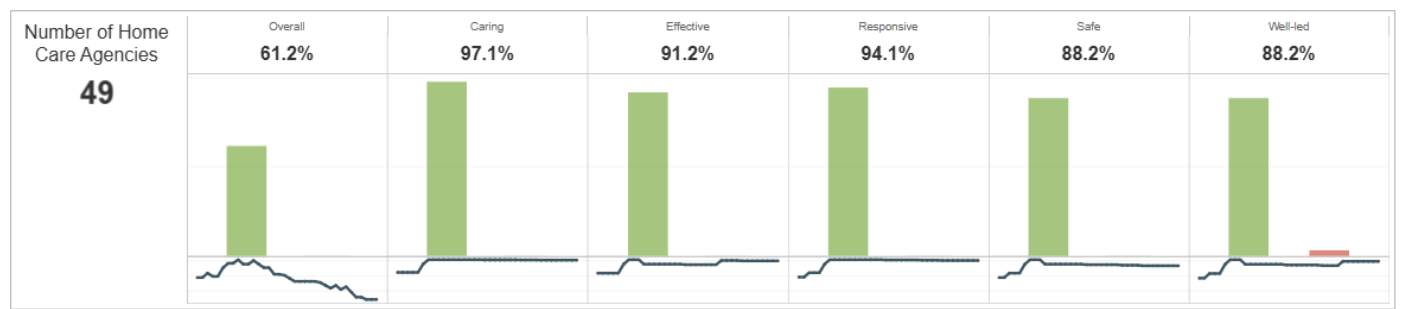 Number of Home
Care Agencies
49
Overall
61.2%
Caring
97.1%
Effective
91.2%
Responsive
94.1%
Safe
88.2%
Well-led
88.2%